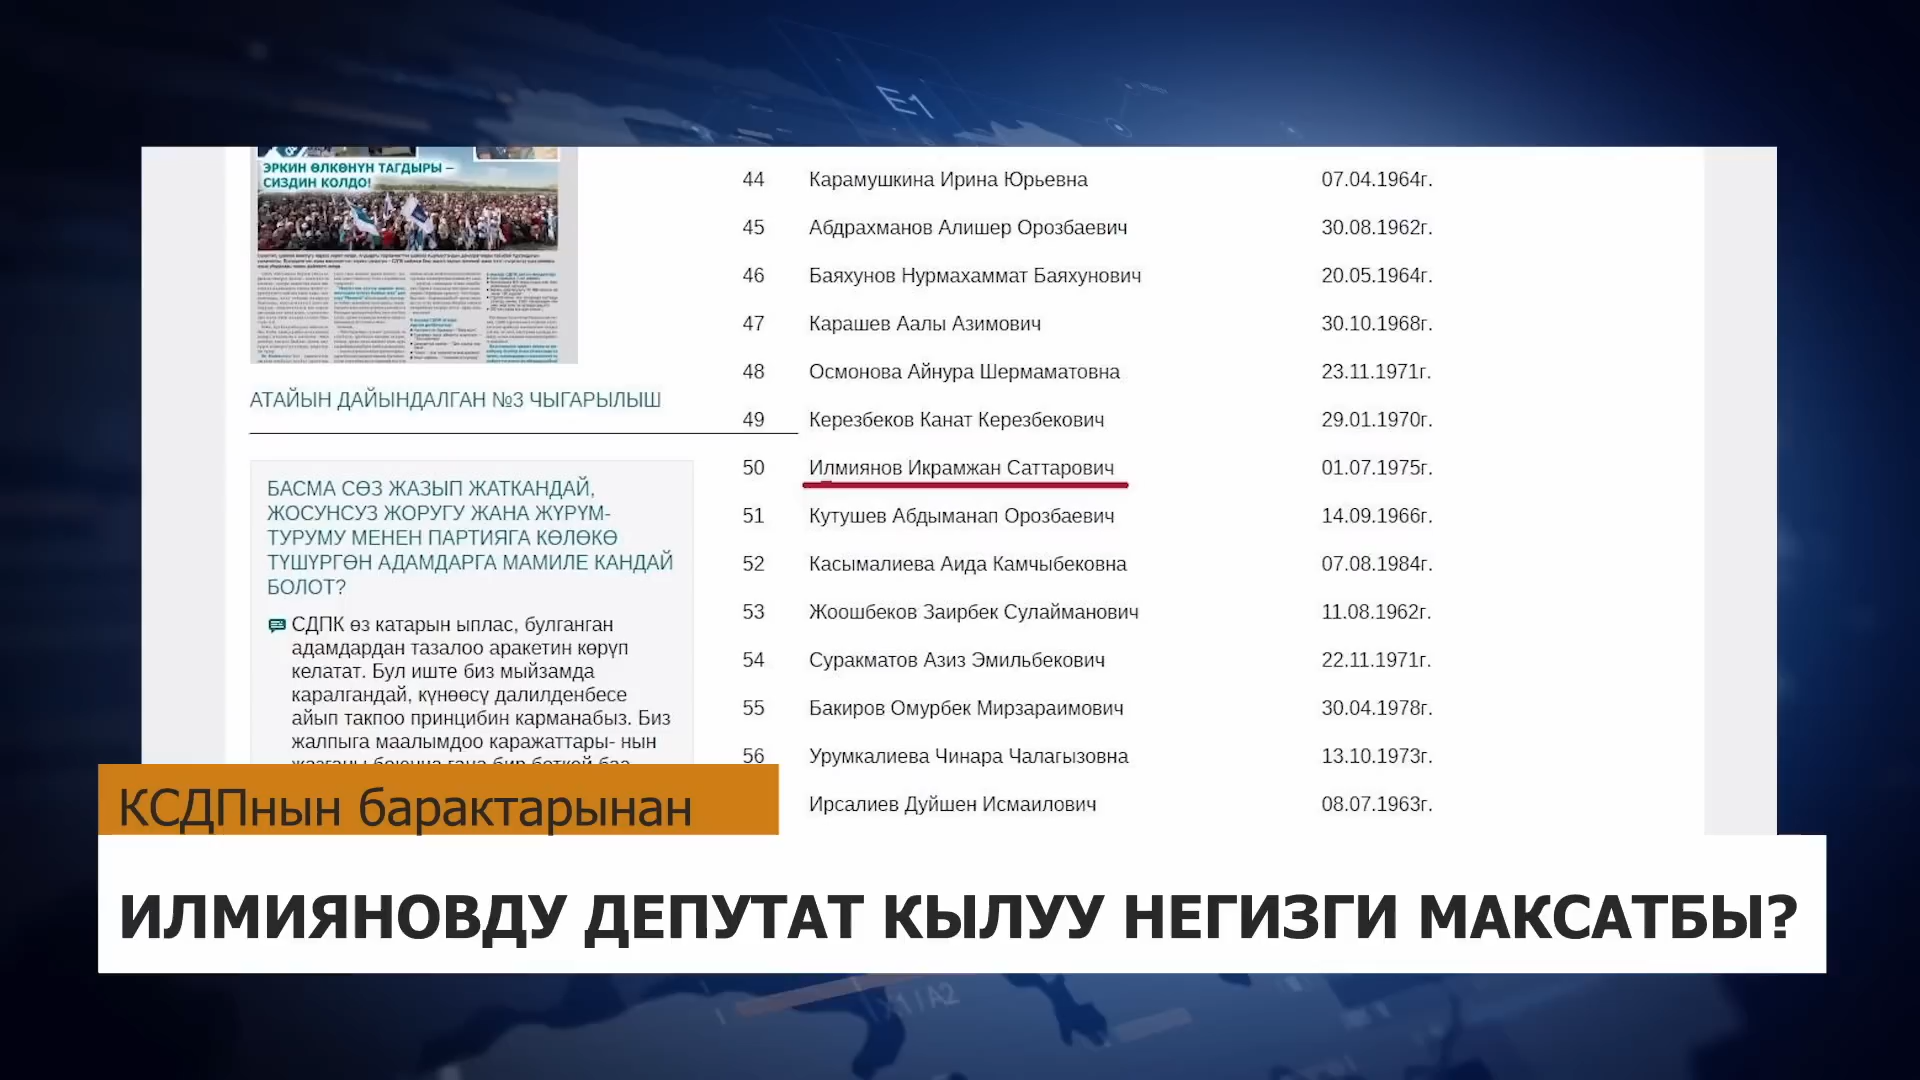 E1
ЭРКИН ӨЛКӨНҮН ТАГДЫРЫ –
СИЗДИН КОЛДО!
АТАЙЫН ДАЙЫНДАЛГАН №3 ЧЫГАРЫЛЫШ
БАСМА СӨЗ ЖАЗЫП ЖАТКАНДАЙ,
ЖОСУНСУЗ ЖОРУГУ ЖАНА ЖҮРҮМ-
ТУРУМУ МЕНЕН ПАРТИЯГА КӨЛӨКӨ
ТҮШҮРГӨН АДАМДАРГА МАМИЛЕ КАНДАЙ
БОЛОТ?
СДПК өз катарын ыплас, булганган
адамдардан тазалоо аракетин көрүп
келатат. Бул иште биз мыйзамда
каралгандай, күнөөсү далилденбесе
айып такпоо принцибин карманабыз. Биз
жалпыга маалымдоо каражаттары- нын
44 Карамушкина Ирина Юрьевна 07.04.1964г.
45 Абдрахманов Алишер Орозбаевич 30.08.1962г.
46 Баяхунов Нурмахаммат Баяхунович 20.05.1964г.
47 Карашев Аалы Азимович 30.10.1968г.
48 Осмонова Айнура Шермаматовна 23.11.1971г.
49 Керезбеков Канат Керезбекович 29.01.1970г.
50 Илмиянов Икрамжан Саттарович 01.07.1975г.
51 Кутушев Абдыманап Орозбаевич 14.09.1966г.
52 Касымалиева Аида Камчыбековна 07.08.1984г.
53 Жоошбеков Заирбек Сулайманович 11.08.1962г.
54 Суракматов Азиз Эмильбекович 22.11.1971г.
55 Бакиров Омурбек Мирзараимович 30.04.1978г.
56 Урумкалиева Чинара Чалагызовна 13.10.1973г.
Ирсалиев Дуйшен Исмаилович 08.07.1963г.
КСДПнын барактарынан
ИЛМИЯНОВДУ ДЕПУТАТ КЫЛУУ НЕГИЗГИ МАКСАТБЫ?
X1 / A2